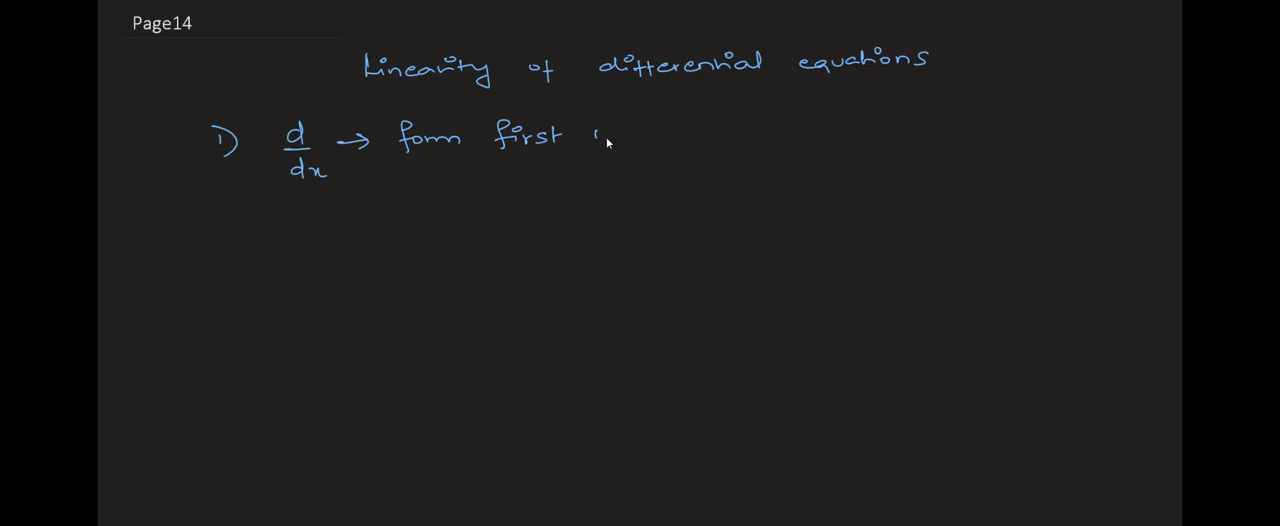 Page14
Linearity of differential equations
1) d/dx → form first